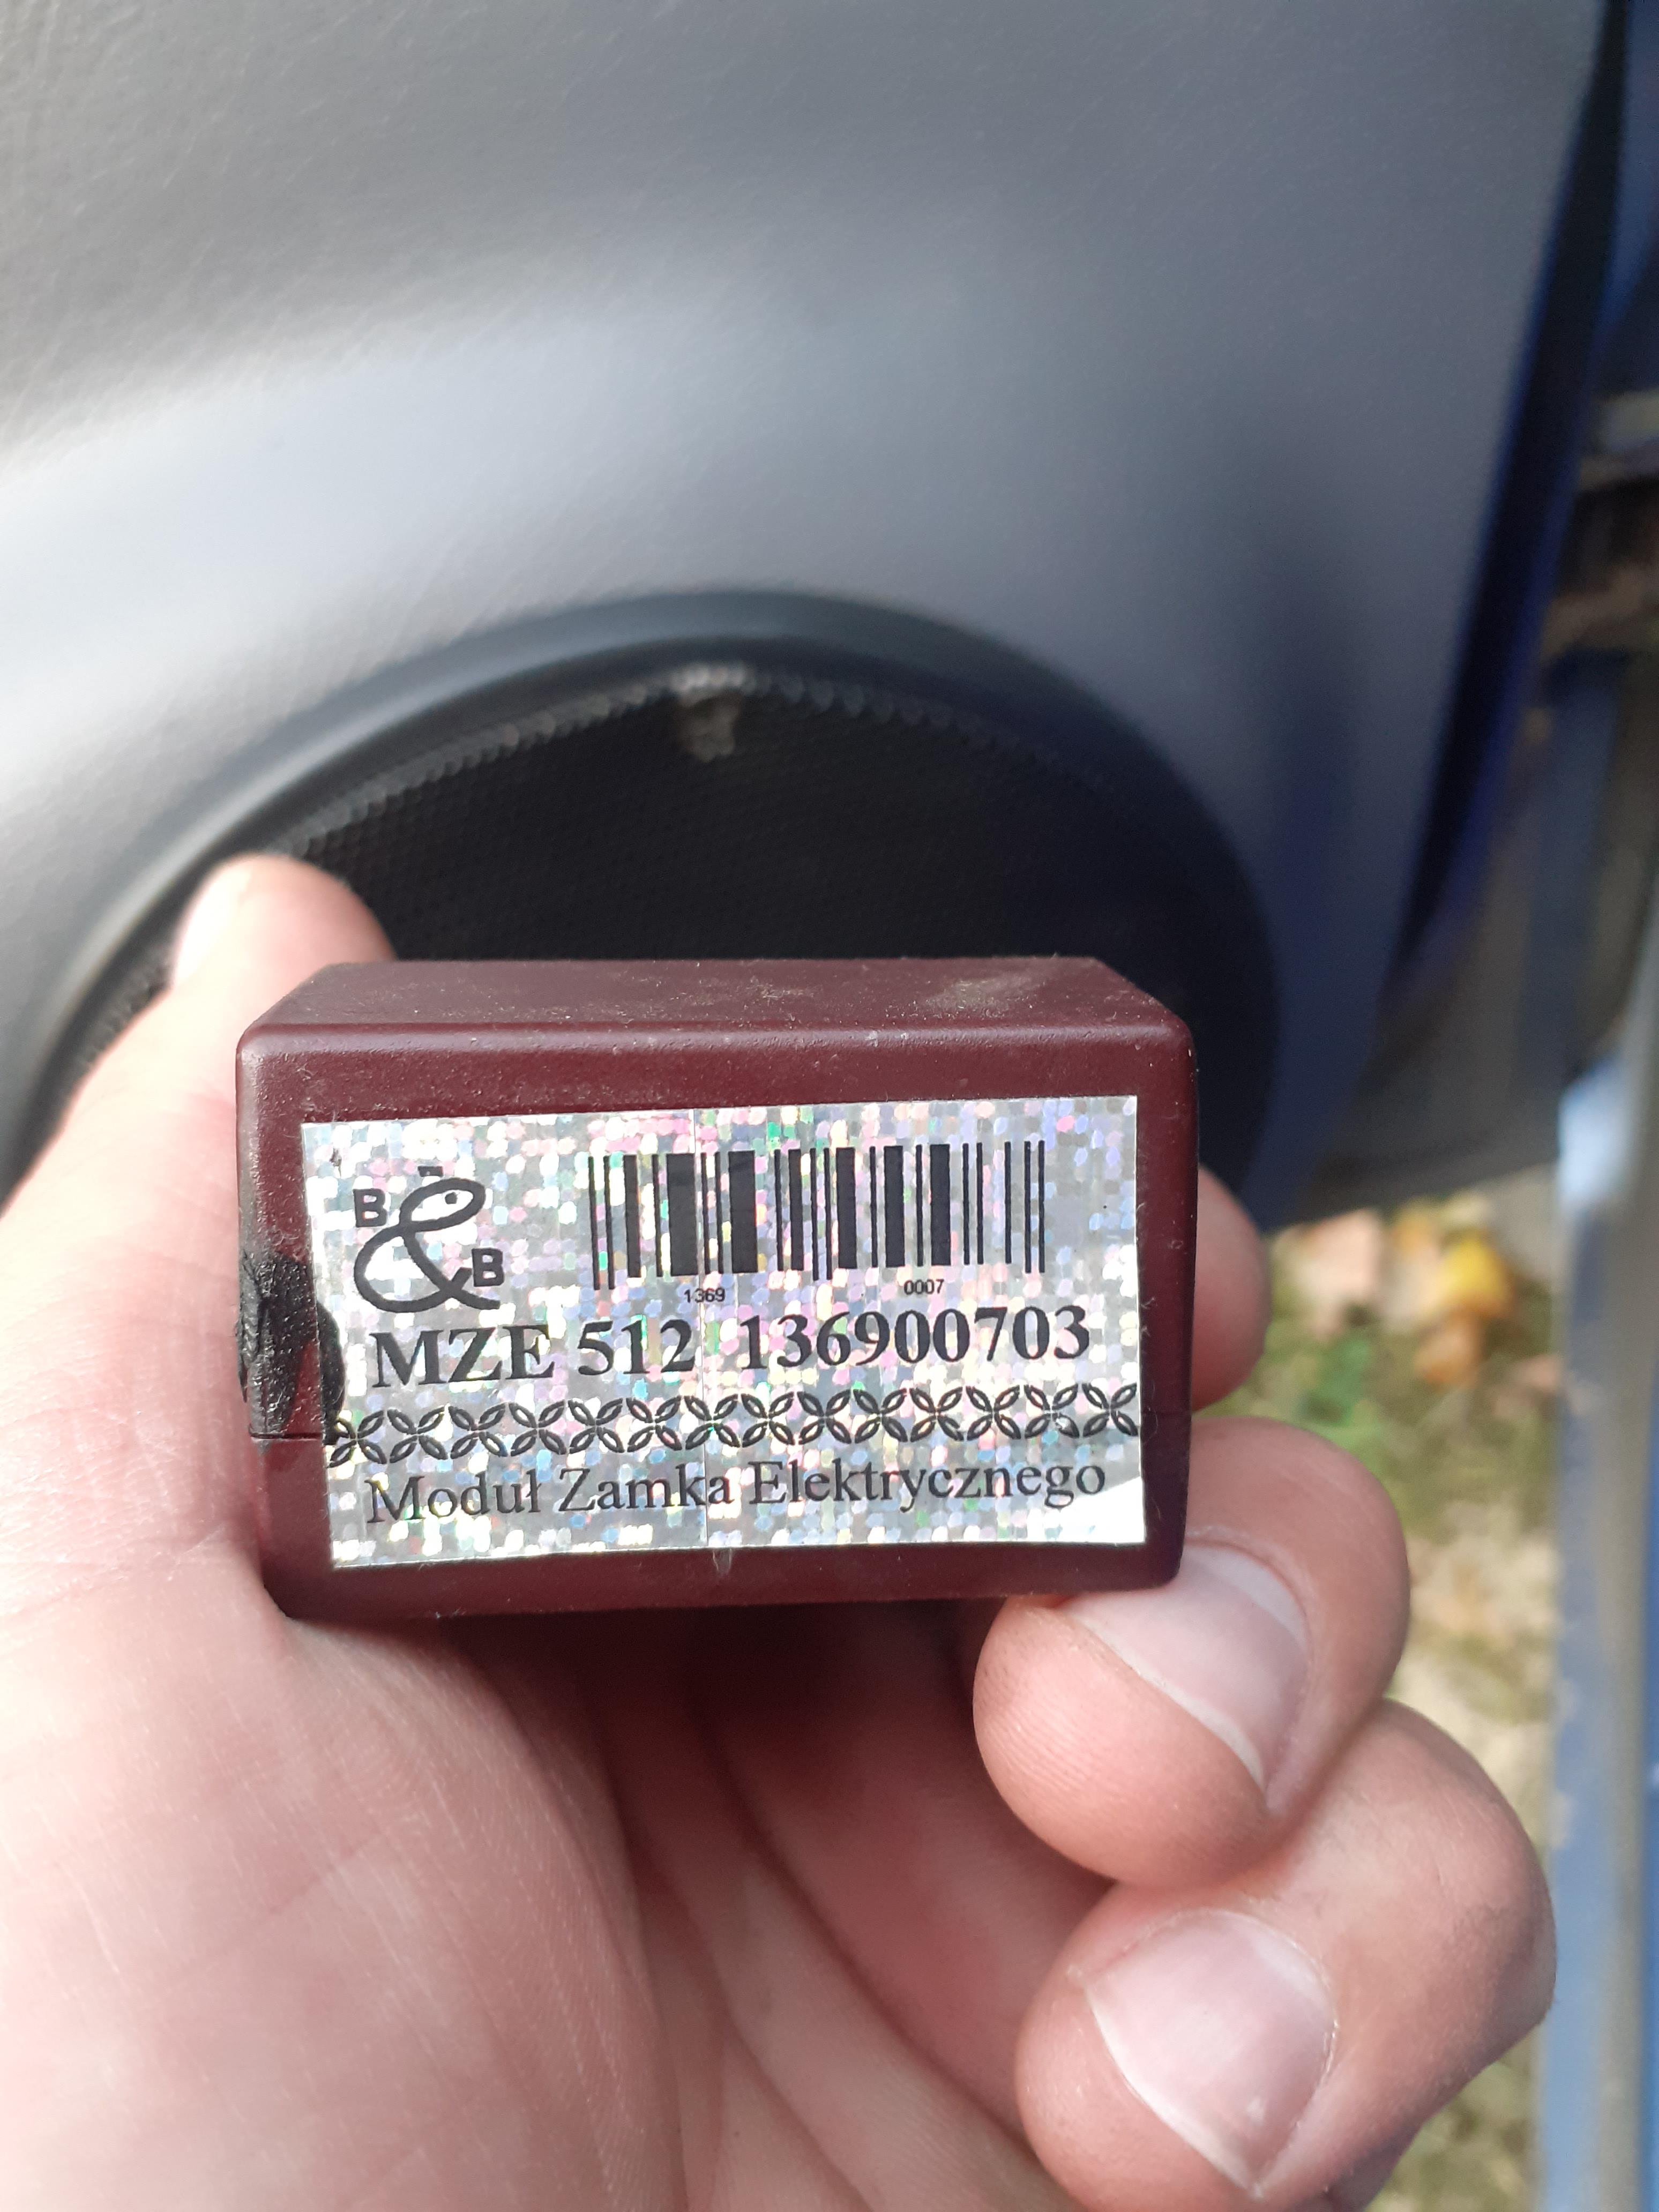 B&B
1369 0007
MZE 512 136900703
Moduł Zamka Elektrycznego